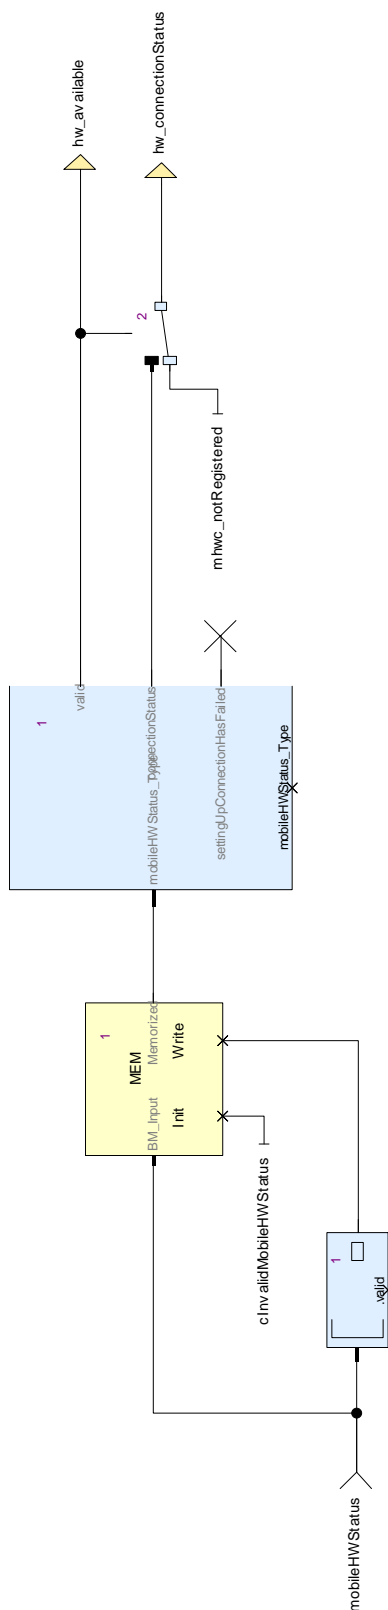 mobileHWStatus
1
.valid
cInvalidMobileHWStatus
1
MEM
BM_Input
Memorized
Init
Write
1
mobileHWStatus_Type
valid
connectionStatus
settingUpConnectionHasFailed
mobileHWStatus_Type
mhwc_notRegistered
2
hw_available
hw_connectionStatus